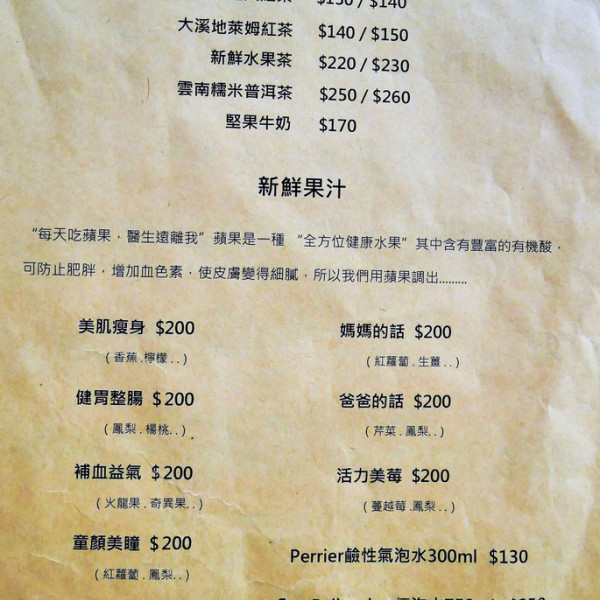 $130 / $140
大溪地萊姆紅茶 $140 / $150
新鮮水果茶 $220 / $230
雲南糯米普洱茶 $250 / $260
堅果牛奶 $170
新鮮果汁
“每天吃蘋果，醫生遠離我”蘋果是一種 “全方位健康水果”其中含有豐富的有機酸，
可防止肥胖，增加血色素，使皮膚變得細膩，所以我們用蘋果調出.........
美肌瘦身 $200 媽媽的話 $200
（香蕉.檸檬..） （紅蘿蔔.生薑..）
健胃整腸 $200 爸爸的話 $200
（鳳梨.楊桃..） （芹菜.鳳梨..）
補血益氣 $200 活力美莓 $200
（火龍果.奇異果..） （蔓越莓.鳳梨..）
童顏美瞳 $200 Perrier鹼性氣泡水300ml $130
（紅蘿蔔.鳳梨..）